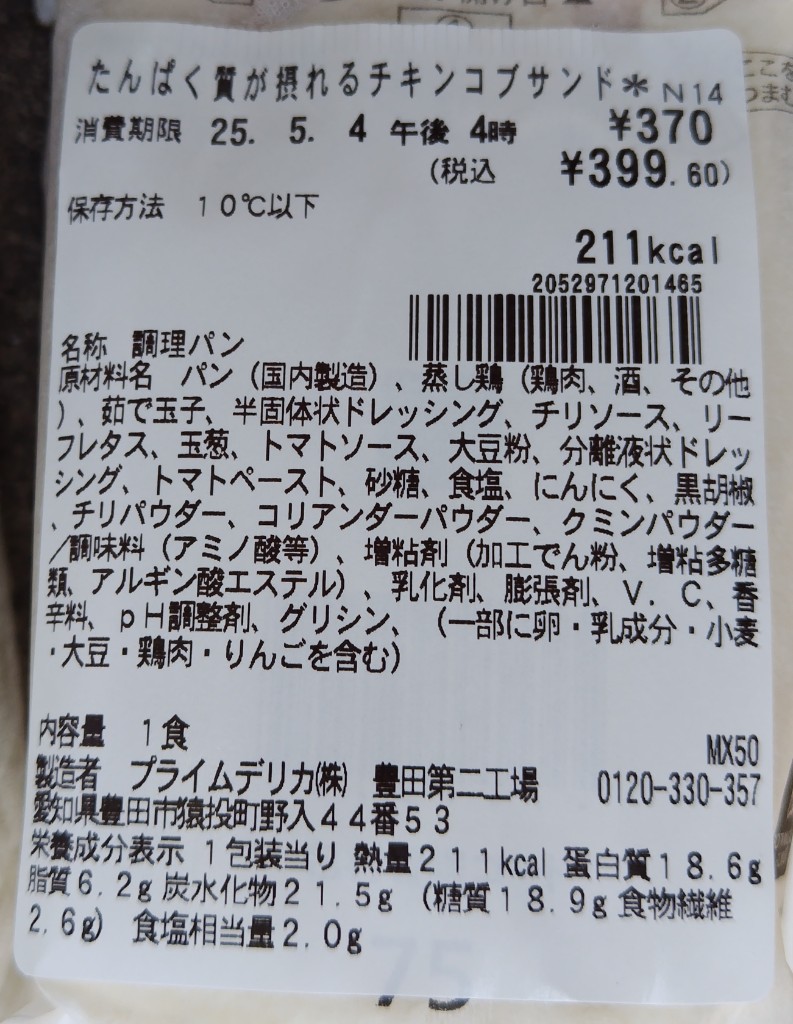 たんぱく質が摂れるチキンコブサンド＊ N14
消費期限 25. 5. 4 午後 4時 ¥370
(税込 ¥399.60)
保存方法 10℃以下
211kcal
2052971201465
名称 調理パン
原材料名 パン（国内製造）、蒸し鶏（鶏肉、酒、その他
）、茹で玉子、半固体状ドレッシング、チリソース、リー
フレタス、玉葱、トマトソース、大豆粉、分離液状ドレッ
シング、トマトペースト、砂糖、食塩、にんにく、黒胡椒
、チリパウダー、コリアンダーパウダー、クミンパウダー
／調味料（アミノ酸等）、増粘剤（加工でん粉、増粘多糖
類、アルギン酸エステル）、乳化剤、膨張剤、V．C、香
辛料、pH調整剤、グリシン、（一部に卵・乳成分・小麦
・大豆・鶏肉・りんごを含む）
内容量 1食
MX50
製造者 プライムデリカ㈱ 豊田第二工場 0120-330-357
愛知県豊田市猿投町野入44番53
栄養成分表示 1包装当り 熱量211kcal 蛋白質18.6g
脂質6.2g 炭水化物21.5g （糖質18.9g 食物繊維
2.6g） 食塩相当量2.0g
75
ここを
つまむ